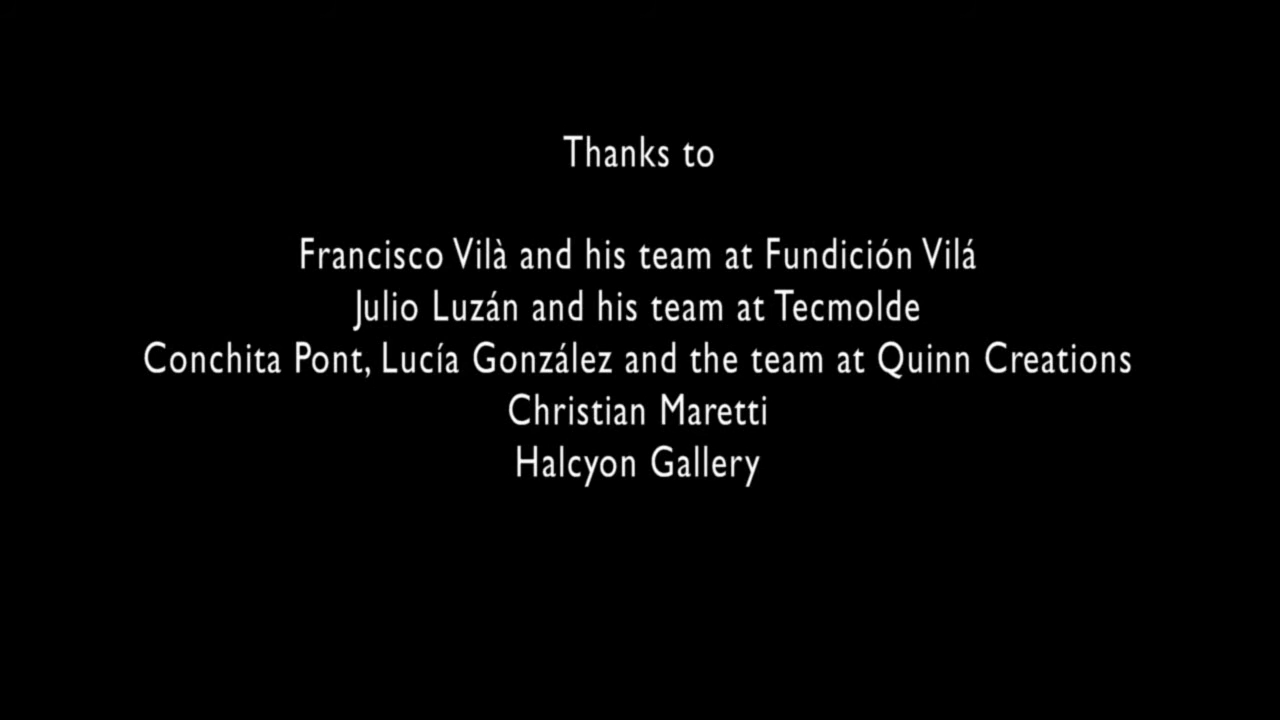 Thanks to
Francisco Vilà and his team at Fundición Vilá
Julio Luzán and his team at Tecmolde
Conchita Pont, Lucía González and the team at Quinn Creations
Christian Maretti
Halcyon Gallery